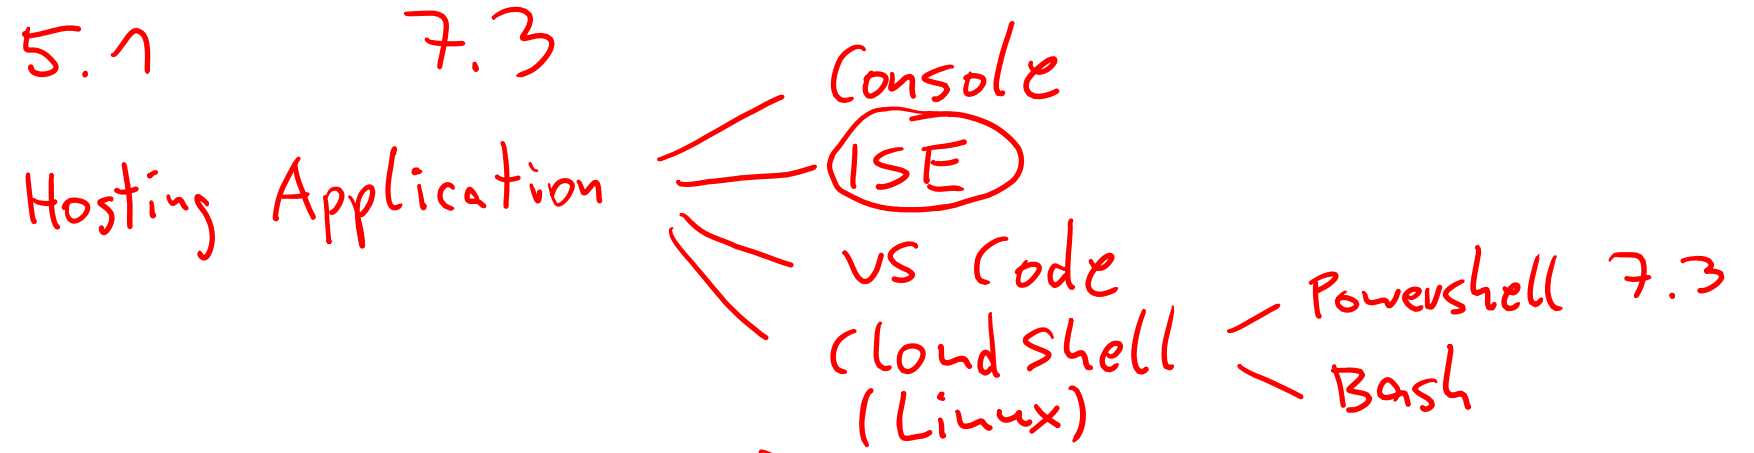 5.1 7.3
Console
ISE
Hosting Application
VS Code
Powershell 7.3
Cloud Shell
Bash
(Linux)